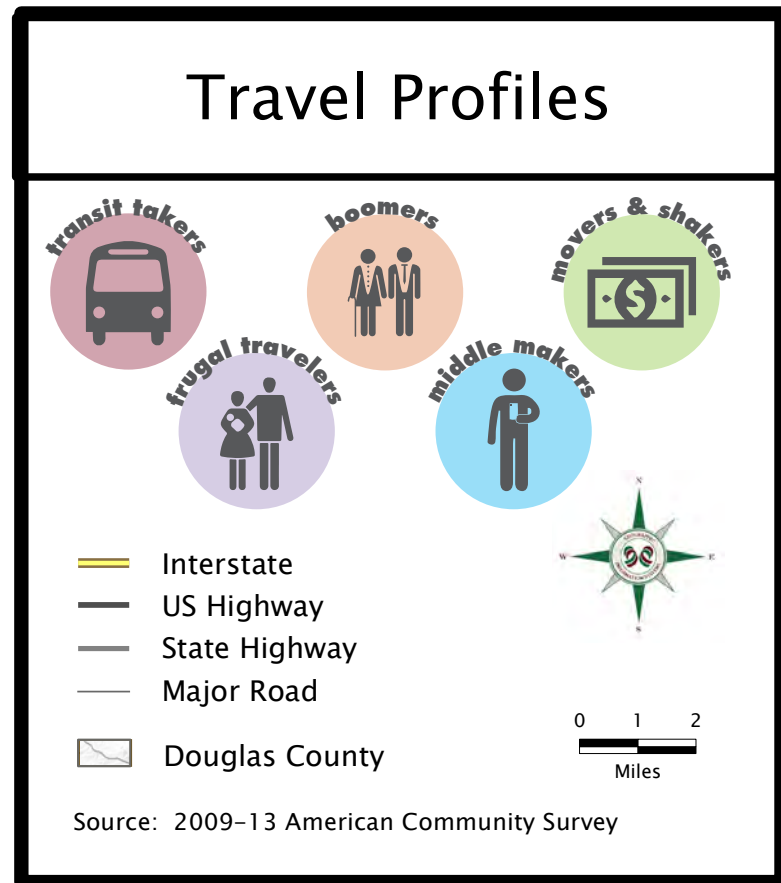 Travel Profiles
transit takers
boomers
movers & shakers
frugal travelers
middle makers
N
W
E
S
Interstate
US Highway
State Highway
Major Road
Douglas County
0 1 2
Miles
Source: 2009-13 American Community Survey